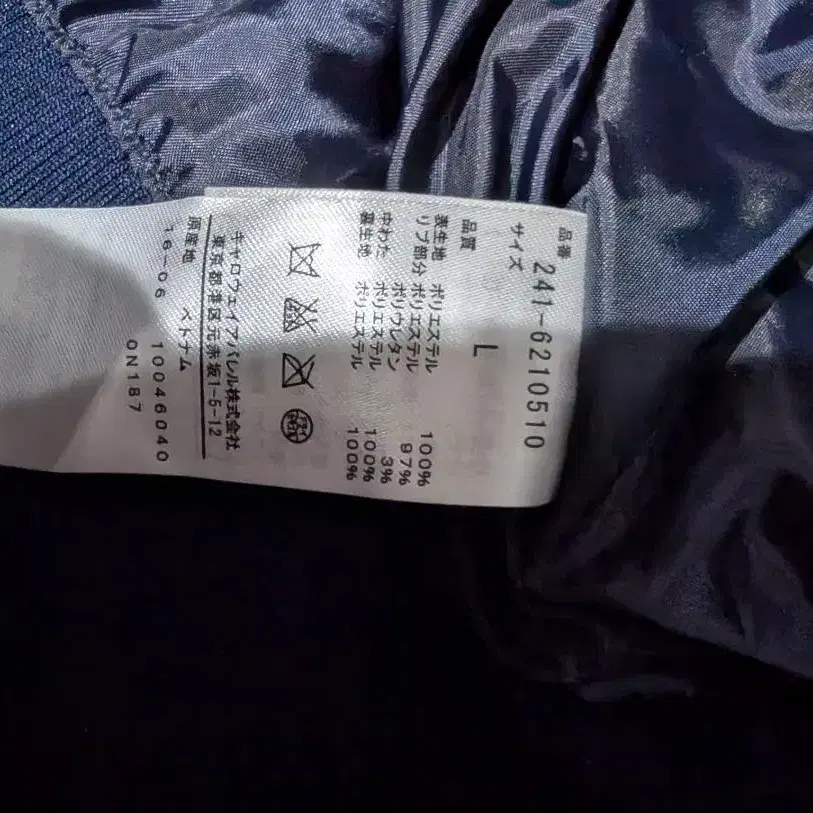 品番 241-6210510
サイズ L
品質
表生地 ポリエステル 100%
リブ部分 ポリエステル 97%
ポリウレタン 3%
中わた ポリエステル 100%
裏生地 ポリエステル 100%
キャロウェイアパレル株式会社
東京都港区元赤坂1-5-12
原産地 ベトナム
16-06 10046040
0N187